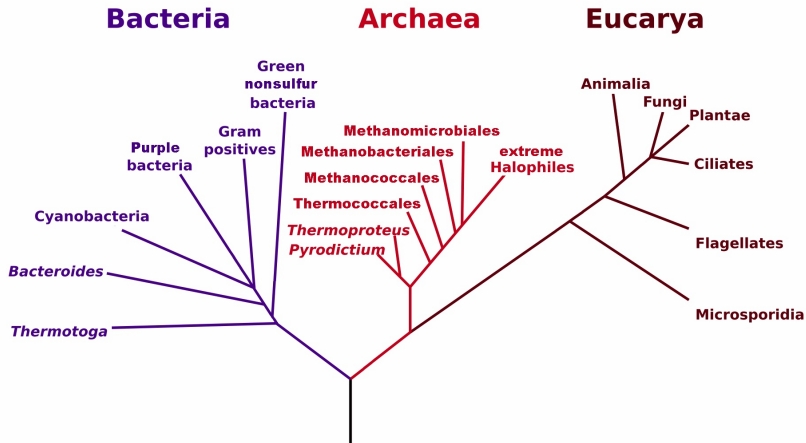 Bacteria
Archaea
Eucarya
Green
nonsulfur
bacteria
Gram
positives
Purple
bacteria
Cyanobacteria
Bacteroides
Thermotoga
Methanomicrobiales
Methanobacteriales
Methanococcales
Thermococcales
Thermoproteus
Pyrodictium
extreme
Halophiles
Animalia
Fungi
Plantae
Ciliates
Flagellates
Microsporidia